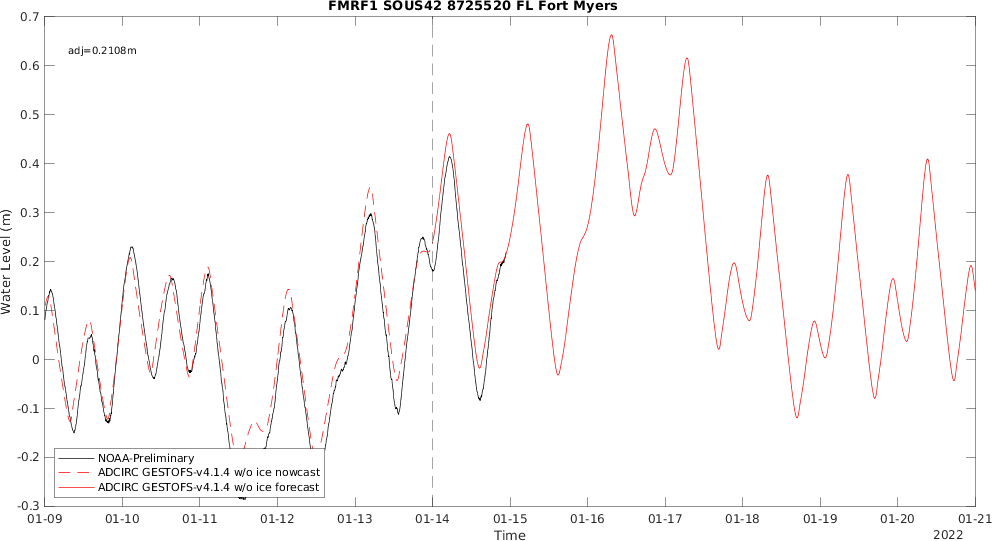 FMRF1 SOUS42 8725520 FL Fort Myers
adj=0.2108m
Water Level (m)
0.7
0.6
0.5
0.4
0.3
0.2
0.1
0
-0.1
-0.2
-0.3
NOAA-Preliminary
ADCIRC GESTOFS-v4.1.4 w/o ice nowcast
ADCIRC GESTOFS-v4.1.4 w/o ice forecast
01-09 01-10 01-11 01-12 01-13 01-14 01-15 01-16 01-17 01-18 01-19 01-20 01-21
Time
2022